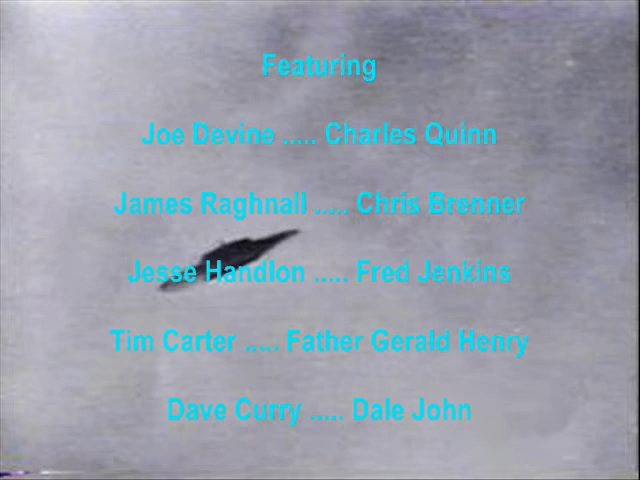 Featuring
Joe Devine ..... Charles Quinn
James Raghnall ..... Chris Brenner
Jesse Handlon ..... Fred Jenkins
Tim Carter ..... Father Gerald Henry
Dave Curry ..... Dale John